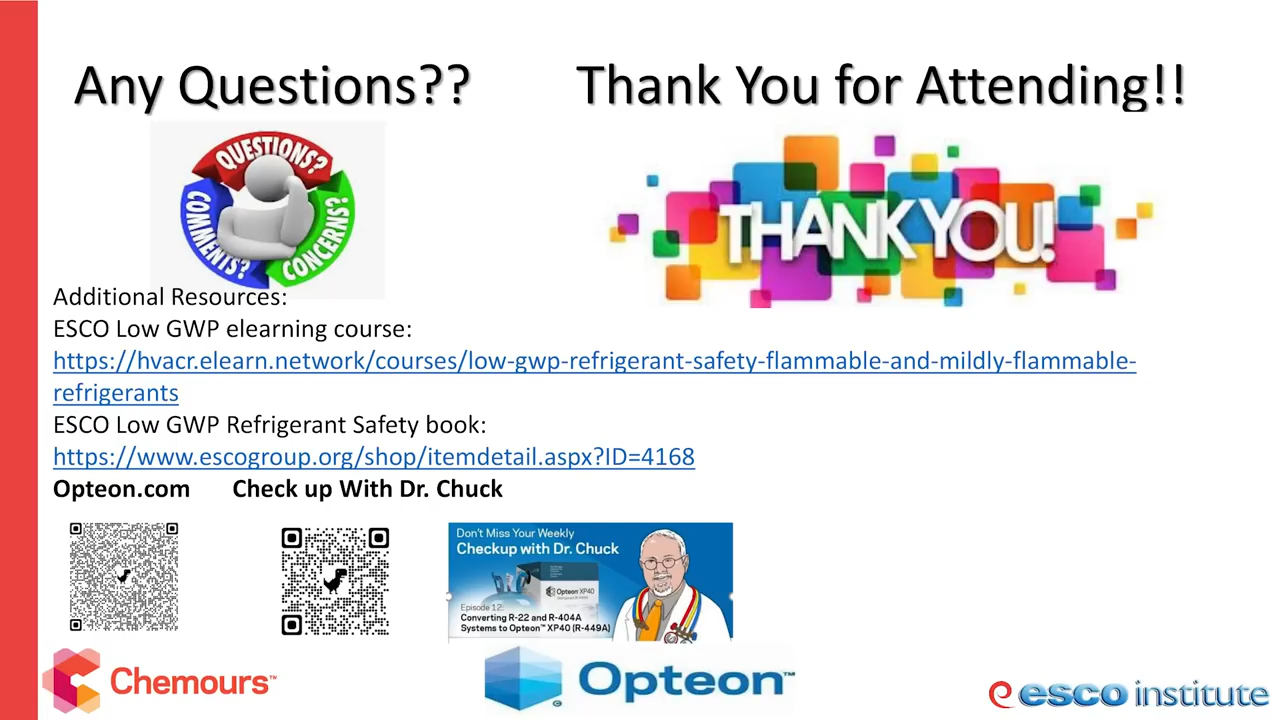 Any Questions??
Thank You for Attending!!
QUESTIONS?
COMMENTS?
CONCERNS?
THANK YOU!
Additional Resources:
ESCO Low GWP elearning course:
https://hvacr.elearn.network/courses/low-gwp-refrigerant-safety-flammable-and-mildly-flammable-
refrigerants
ESCO Low GWP Refrigerant Safety book:
https://www.escogroup.org/shop/itemdetail.aspx?ID=4168
Opteon.com Check up With Dr. Chuck
Don't Miss Your Weekly
Checkup with Dr. Chuck
Opteon XP40
Episode 12:
Converting R-22 and R-404A
Systems to Opteon™ XP40 (R-449A)
Chemours™
Opteon™
esco institute